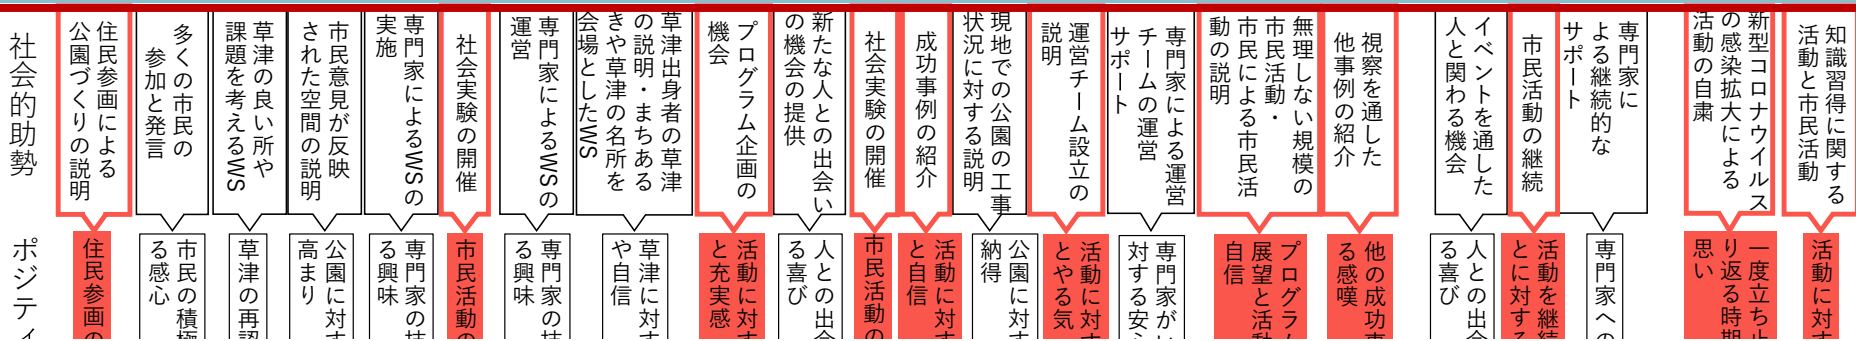 社会的助勢
住民参画による
公園づくりの説明
多くの市民の
参加と発言
草津の良い所や
課題を考えるWS
市民意見が反映
された空間の説明
専門家によるWSの
実施
社会実験の開催
専門家によるWSの
運営
草津出身者の草津
の説明・まちある
きや草津の名所を
会場としたWS
プログラム企画の
機会
新たな人との出会い
の機会の提供
社会実験の開催
成功事例の紹介
現地での公園の工事
状況に対する説明
運営チーム設立の
説明
専門家による運営
チームの運営
サポート
無理しない規模の
市民活動・
市民による市民活
動の説明
視察を通した
他事例の紹介
イベントを通した
人と関わる機会
市民活動の継続
専門家に
よる継続的な
サポート
新型コロナウイルス
の感染拡大による
活動の自粛
知識習得に関する
活動と市民活動
ポジティ
住民参画の
市民の積極
る感心
草津の再認
公園に対す
高まり
専門家の技
る興味
市民活動の
専門家の技
る興味
草津に対す
や自信
活動に対す
と充実感
人との出会
る喜び
市民活動の
活動に対す
と自信
公園に対す
納得
活動に対す
とやる気
専門家がい
対する安心
プログラム
展望と活動
自信
他の成功事
る感嘆
人との出会
る喜び
活動を継続
とに対する
専門家への
一度立ち止
り返る時期
思い
活動に対す